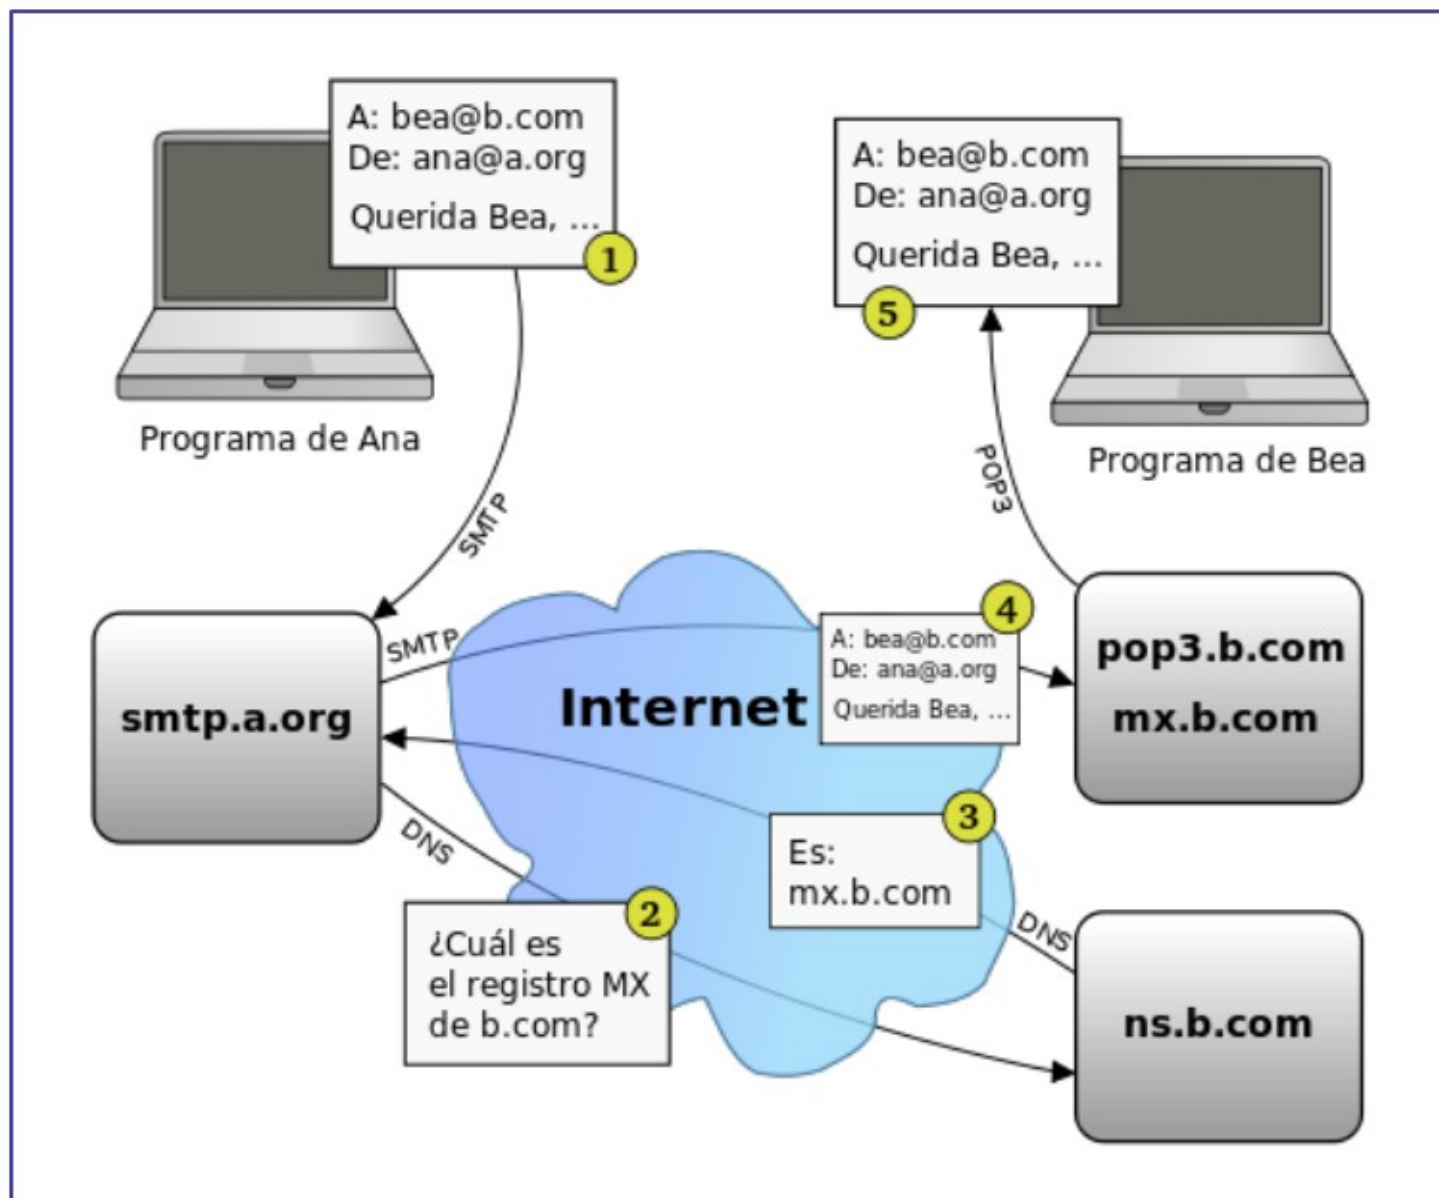 A: bea@b.com
De: ana@a.org
Querida Bea, ...
1
Programa de Ana
A: bea@b.com
De: ana@a.org
Querida Bea, ...
5
Programa de Bea
SMTP
POP3
smtp.a.org
SMTP
Internet
4
A: bea@b.com
De: ana@a.org
Querida Bea, ...
pop3.b.com
mx.b.com
DNS
2
¿Cuál es
el registro MX
de b.com?
3
Es:
mx.b.com
DNS
ns.b.com